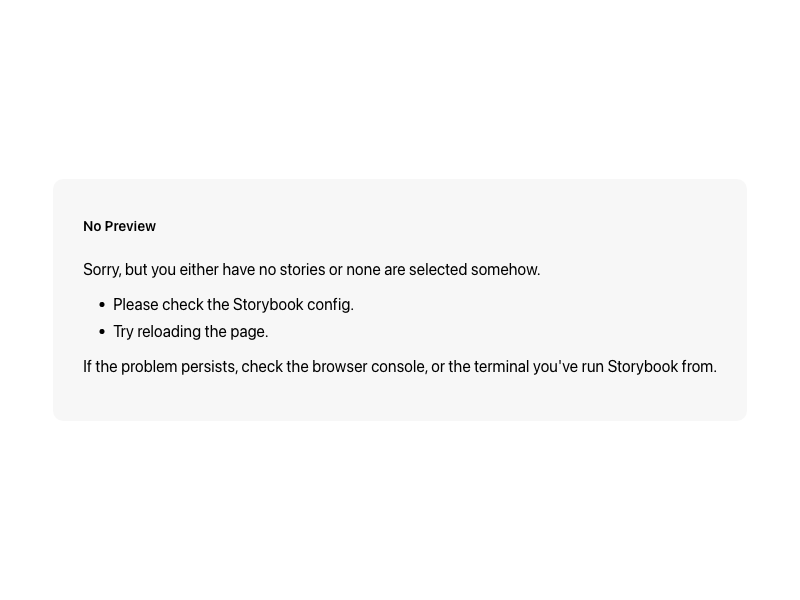 No Preview
Sorry, but you either have no stories or none are selected somehow.
Please check the Storybook config.
Try reloading the page.
If the problem persists, check the browser console, or the terminal you've run Storybook from.